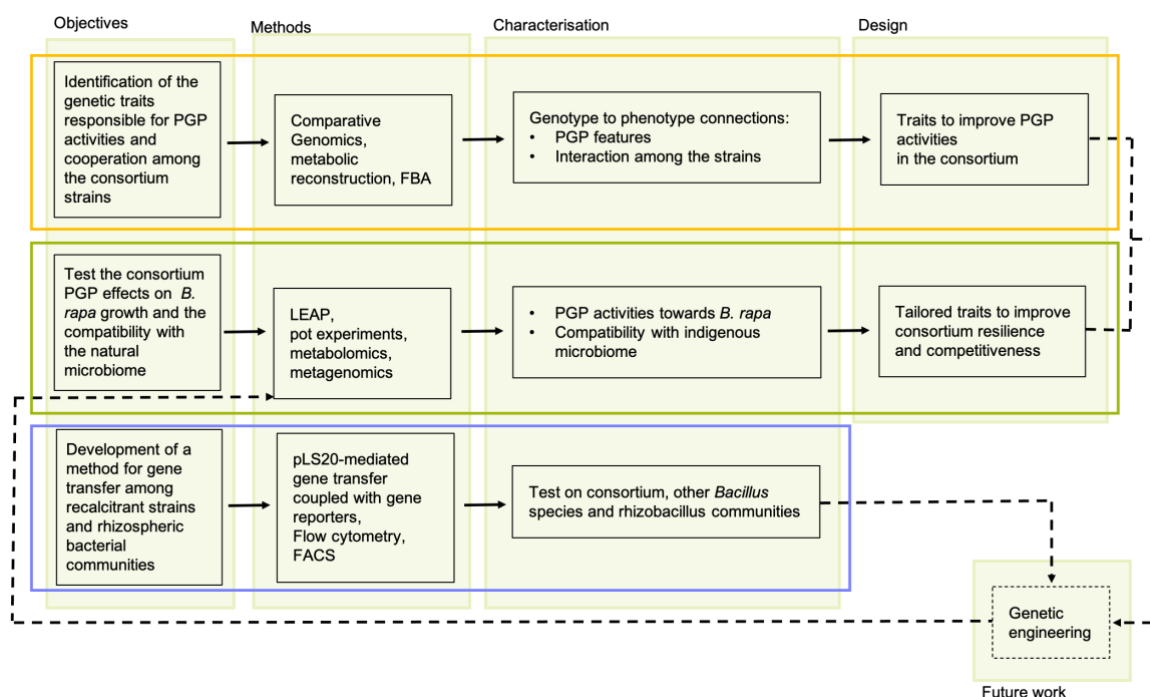 Objectives
Methods
Characterisation
Design
Identification of the
genetic traits
responsible for PGP
activities and
cooperation among
the consortium
strains
Comparative
Genomics,
metabolic
reconstruction, FBA
Genotype to phenotype connections:
• PGP features
• Interaction among the strains
Traits to improve PGP
activities
in the consortium
Test the consortium
PGP effects on B.
rapa growth and the
compatibility with
the natural
microbiome
LEAP,
pot experiments,
metabolomics,
metagenomics
• PGP activities towards B. rapa
• Compatibility with indigenous
microbiome
Tailored traits to improve
consortium resilience
and competitiveness
Development of a
method for gene
transfer among
recalcitrant strains
and rhizospheric
bacterial
communities
pLS20-mediated
gene transfer
coupled with gene
reporters,
Flow cytometry,
FACS
Test on consortium, other Bacillus
species and rhizobacillus communities
Genetic
engineering
Future work